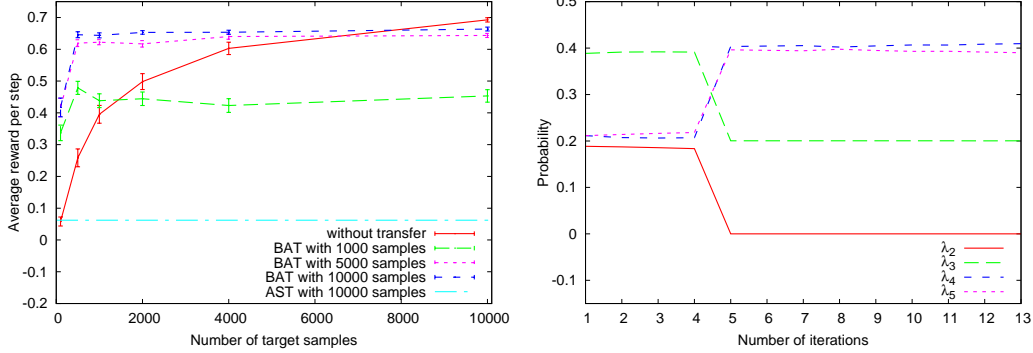 0.7
0.6
0.5
0.4
0.3
0.2
0.1
0
-0.1
-0.2
Average reward per step
0 2000 4000 6000 8000 10000
Number of target samples
without transfer
BAT with 1000 samples
BAT with 5000 samples
BAT with 10000 samples
AST with 10000 samples
0.5
0.4
0.3
0.2
0.1
0
-0.1
Probability
1 2 3 4 5 6 7 8 9 10 11 12 13
Number of iterations
λ2
λ3
λ4
λ5